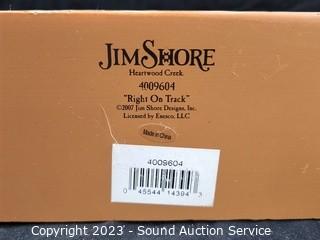 JIM SHORE
Heartwood Creek
4009604
"Right On Track"
©2007 Jim Shore Designs, Inc.
Licensed by Enesco, LLC
Made in China
4009604
0 45544 14394 3
Copyright 2023 - Sound Auction Service